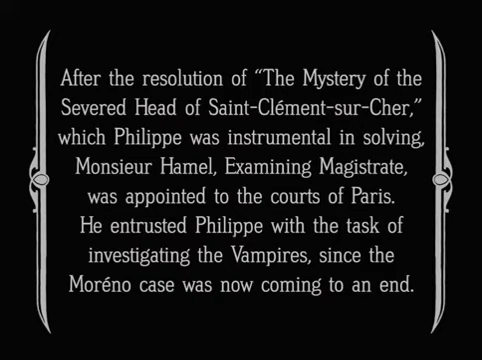 After the resolution of “The Mystery of the
Severed Head of Saint-Clément-sur-Cher,”
which Philippe was instrumental in solving,
Monsieur Hamel, Examining Magistrate,
was appointed to the courts of Paris.
He entrusted Philippe with the task of
investigating the Vampires, since the
Moréno case was now coming to an end.